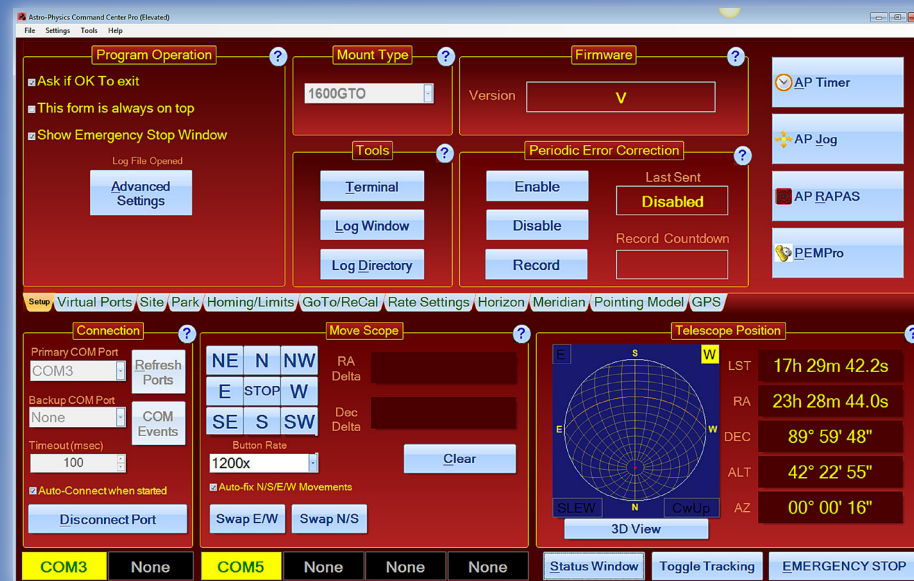 Astro-Physics Command Center Pro (Elevated)
File Settings Tools Help
Program Operation ?
Ask if OK To exit
This form is always on top
Show Emergency Stop Window
Log File Opened
Advanced
Settings
Mount Type ?
1600GTO
Firmware ?
Version V
Tools ?
Terminal
Log Window
Log Directory
Periodic Error Correction ?
Enable
Disable
Record
Last Sent
Disabled
Record Countdown
AP Timer
AP Jog
AP RAPAS
PEMPro
Setup Virtual Ports Site Park Homing/Limits GoTo/ReCal Rate Settings Horizon Meridian Pointing Model GPS
Connection ?
Primary COM Port
COM3
Refresh
Ports
Backup COM Port
None
COM
Events
Timeout (msec)
100
Auto-Connect when started
Disconnect Port
Move Scope ?
NE N NW
E STOP W
SE S SW
RA
Delta
Dec
Delta
Button Rate
1200x
Clear
Auto-fix N/S/E/W Movements
Swap E/W Swap N/S
Telescope Position ?
E S W
E W
N
SLEW CwUp
3D View
LST 17h 29m 42.2s
RA 23h 28m 44.0s
DEC 89° 59' 48"
ALT 42° 22' 55"
AZ 00° 00' 16"
COM3 None COM5 None None None Status Window Toggle Tracking EMERGENCY STOP